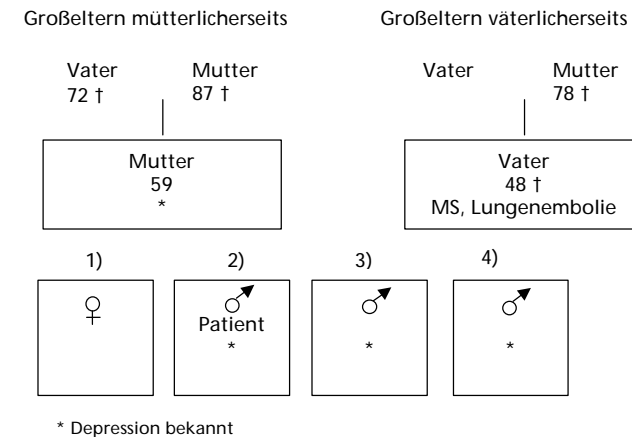 Großeltern mütterlicherseits
Großeltern väterlicherseits
Vater
72 †
Mutter
87 †
Vater
Mutter
78 †
Mutter
59
*
Vater
48 †
MS, Lungenembolie
1)
2)
3)
4)
♀
♂
Patient
*
♂
*
♂
*
* Depression bekannt